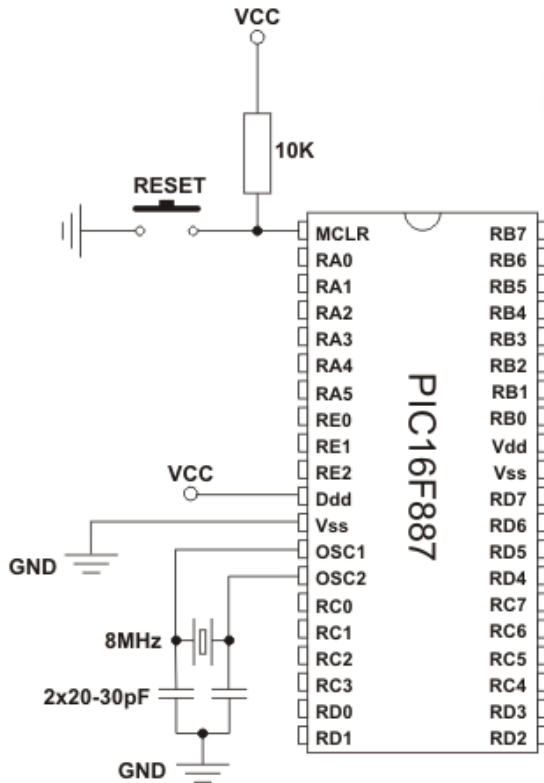 VCC
10K
RESET
MCLR
RA0
RA1
RA2
RA3
RA4
RA5
RE0
RE1
RE2
Ddd
Vss
OSC1
OSC2
RC0
RC1
RC2
RC3
RD0
RD1
PIC16F887
RB7
RB6
RB5
RB4
RB3
RB2
RB1
RB0
Vdd
Vss
RD7
RD6
RD5
RD4
RC7
RC6
RC5
RC4
RD3
RD2
VCC
GND
8MHz
2x20-30pF
GND